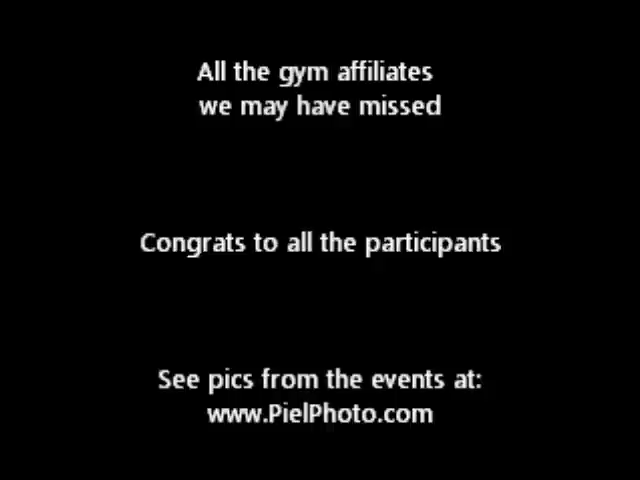 All the gym affiliates
we may have missed
Congrats to all the participants
See pics from the events at:
www.PielPhoto.com